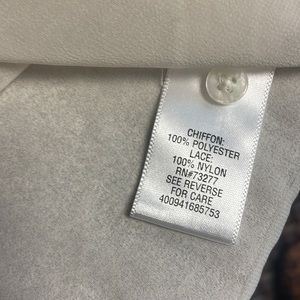 CHIFFON:
100% POLYESTER
LACE:
100% NYLON
RN#73277
SEE REVERSE
FOR CARE
400941685753